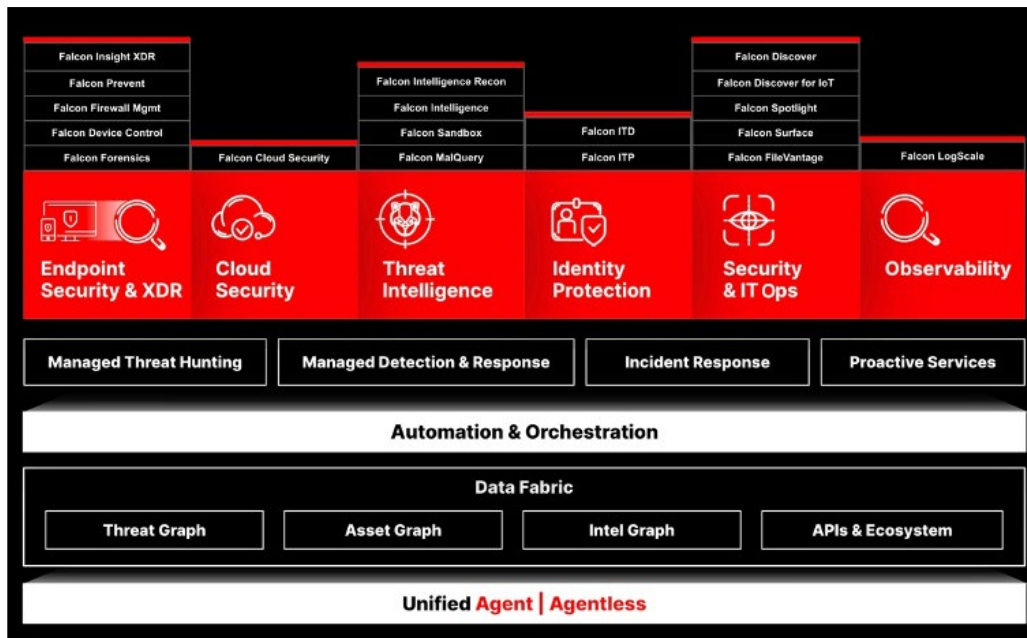 Falcon Insight XDR
Falcon Prevent
Falcon Firewall Mgmt
Falcon Device Control
Falcon Forensics
Falcon Cloud Security
Falcon Intelligence Recon
Falcon Intelligence
Falcon Sandbox
Falcon MalQuery
Falcon ITD
Falcon ITP
Falcon Discover
Falcon Discover for IoT
Falcon Spotlight
Falcon Surface
Falcon FileVantage
Falcon LogScale
Endpoint
Security & XDR
Cloud
Security
Threat
Intelligence
Identity
Protection
Security
& IT Ops
Observability
Managed Threat Hunting
Managed Detection & Response
Incident Response
Proactive Services
Automation & Orchestration
Data Fabric
Threat Graph
Asset Graph
Intel Graph
APIs & Ecosystem
Unified Agent | Agentless